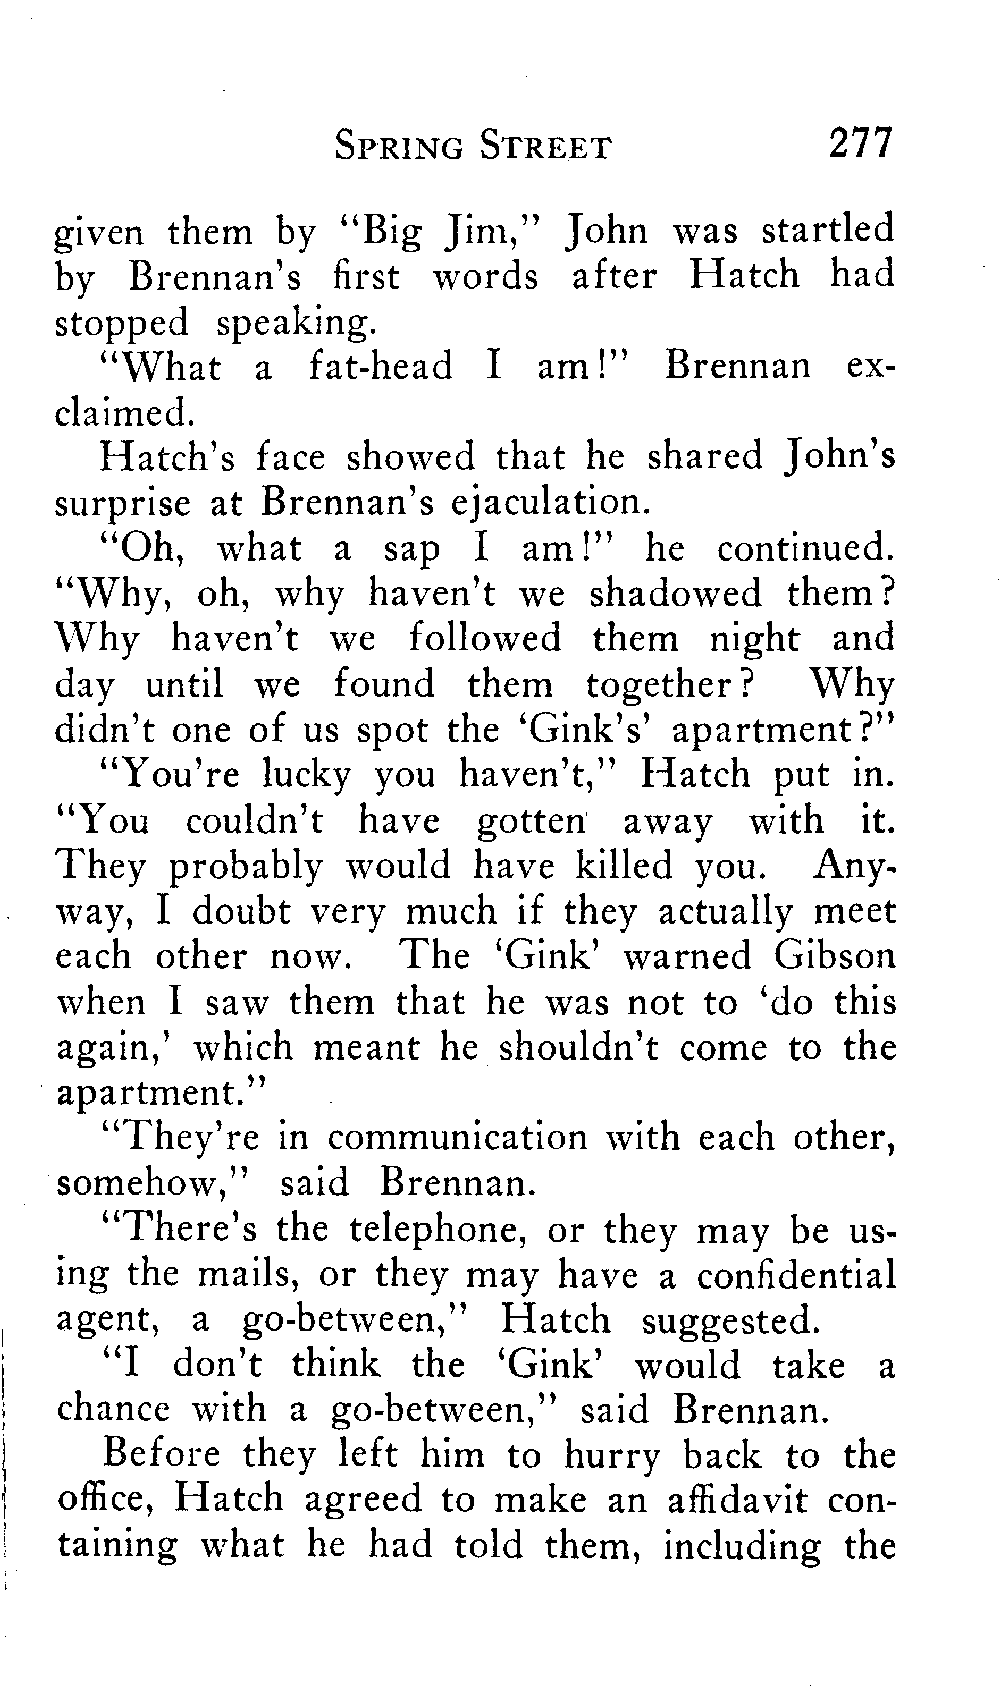 SPRING STREET 277
given them by “Big Jim,” John was startled
by Brennan’s first words after Hatch had
stopped speaking.
“What a fat-head I am!” Brennan ex-
claimed.
Hatch’s face showed that he shared John’s
surprise at Brennan’s ejaculation.
“Oh, what a sap I am!” he continued.
“Why, oh, why haven’t we shadowed them?
Why haven’t we followed them night and
day until we found them together? Why
didn’t one of us spot the ‘Gink’s’ apartment?”
“You’re lucky you haven’t,” Hatch put in.
“You couldn’t have gotten away with it.
They probably would have killed you. Any-
way, I doubt very much if they actually meet
each other now. The ‘Gink’ warned Gibson
when I saw them that he was not to ‘do this
again,’ which meant he shouldn’t come to the
apartment.”
“They’re in communication with each other,
somehow,” said Brennan.
“There’s the telephone, or they may be us-
ing the mails, or they may have a confidential
agent, a go-between,” Hatch suggested.
“I don’t think the ‘Gink’ would take a
chance with a go-between,” said Brennan.
Before they left him to hurry back to the
office, Hatch agreed to make an affidavit con-
taining what he had told them, including the